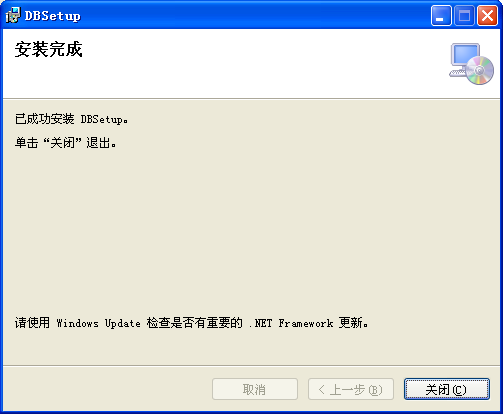 DBSetup
安装完成
已成功安装 DBSetup。
单击“关闭”退出。
请使用 Windows Update 检查是否有重要的 .NET Framework 更新。
取消
< 上一步(B)
关闭(C)